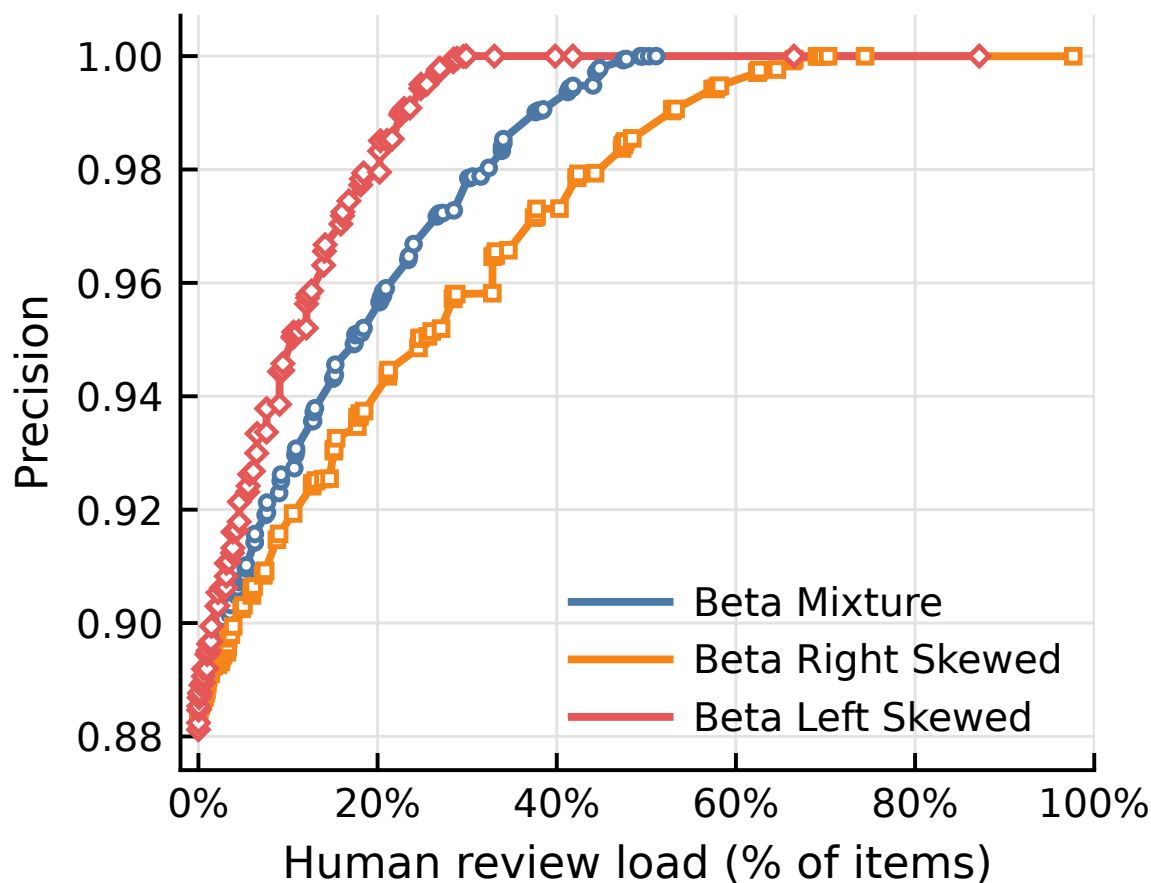 1.00
0.98
0.96
0.94
0.92
0.90
0.88
Precision
Beta Mixture
Beta Right Skewed
Beta Left Skewed
0% 20% 40% 60% 80% 100%
Human review load (% of items)